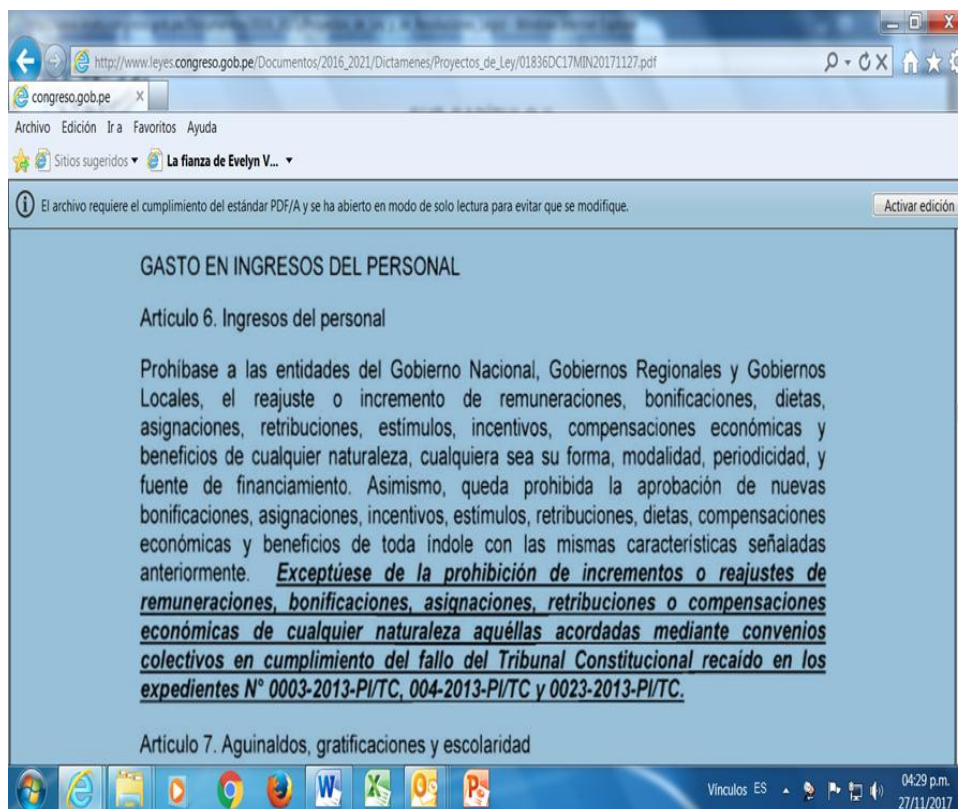 http://www.leyes.congreso.gob.pe/Documentos/2016_2021/Dictamenes/Proyectos_de_Ley/01836DC17MIN20171127.pdf
congreso.gob.pe X
Archivo Edición Ir a Favoritos Ayuda
Sitios sugeridos La fianza de Evelyn V...
El archivo requiere el cumplimiento del estándar PDF/A y se ha abierto en modo de solo lectura para evitar que se modifique. Activar edición
GASTO EN INGRESOS DEL PERSONAL
Artículo 6. Ingresos del personal
Prohíbase a las entidades del Gobierno Nacional, Gobiernos Regionales y Gobiernos
Locales, el reajuste o incremento de remuneraciones, bonificaciones, dietas,
asignaciones, retribuciones, estímulos, incentivos, compensaciones económicas y
beneficios de cualquier naturaleza, cualquiera sea su forma, modalidad, periodicidad, y
fuente de financiamiento. Asimismo, queda prohibida la aprobación de nuevas
bonificaciones, asignaciones, incentivos, estímulos, retribuciones, dietas, compensaciones
económicas y beneficios de toda índole con las mismas características señaladas
anteriormente. Exceptúese de la prohibición de incrementos o reajustes de
remuneraciones, bonificaciones, asignaciones, retribuciones o compensaciones
económicas de cualquier naturaleza aquéllas acordadas mediante convenios
colectivos en cumplimiento del fallo del Tribunal Constitucional recaído en los
expedientes N° 0003-2013-PI/TC, 004-2013-PI/TC y 0023-2013-PI/TC.
Artículo 7. Aguinaldos, gratificaciones y escolaridad
Vínculos ES 04:29 p.m.
27/11/2017